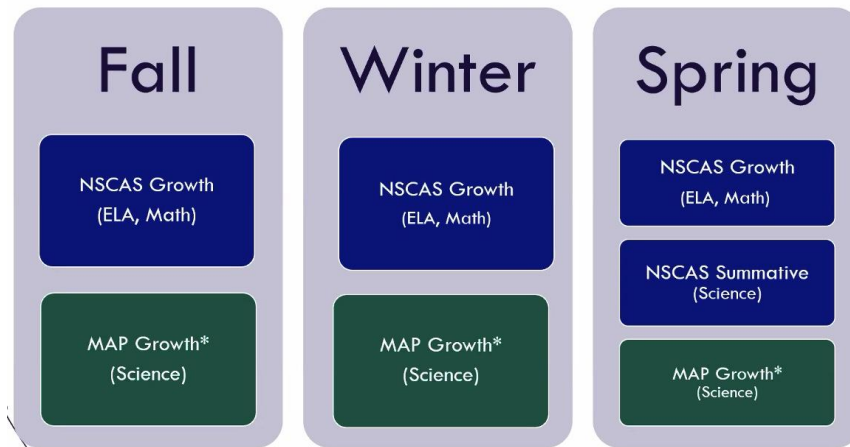 Fall
NSCAS Growth
(ELA, Math)
MAP Growth*
(Science)
Winter
NSCAS Growth
(ELA, Math)
MAP Growth*
(Science)
Spring
NSCAS Growth
(ELA, Math)
NSCAS Summative
(Science)
MAP Growth*
(Science)